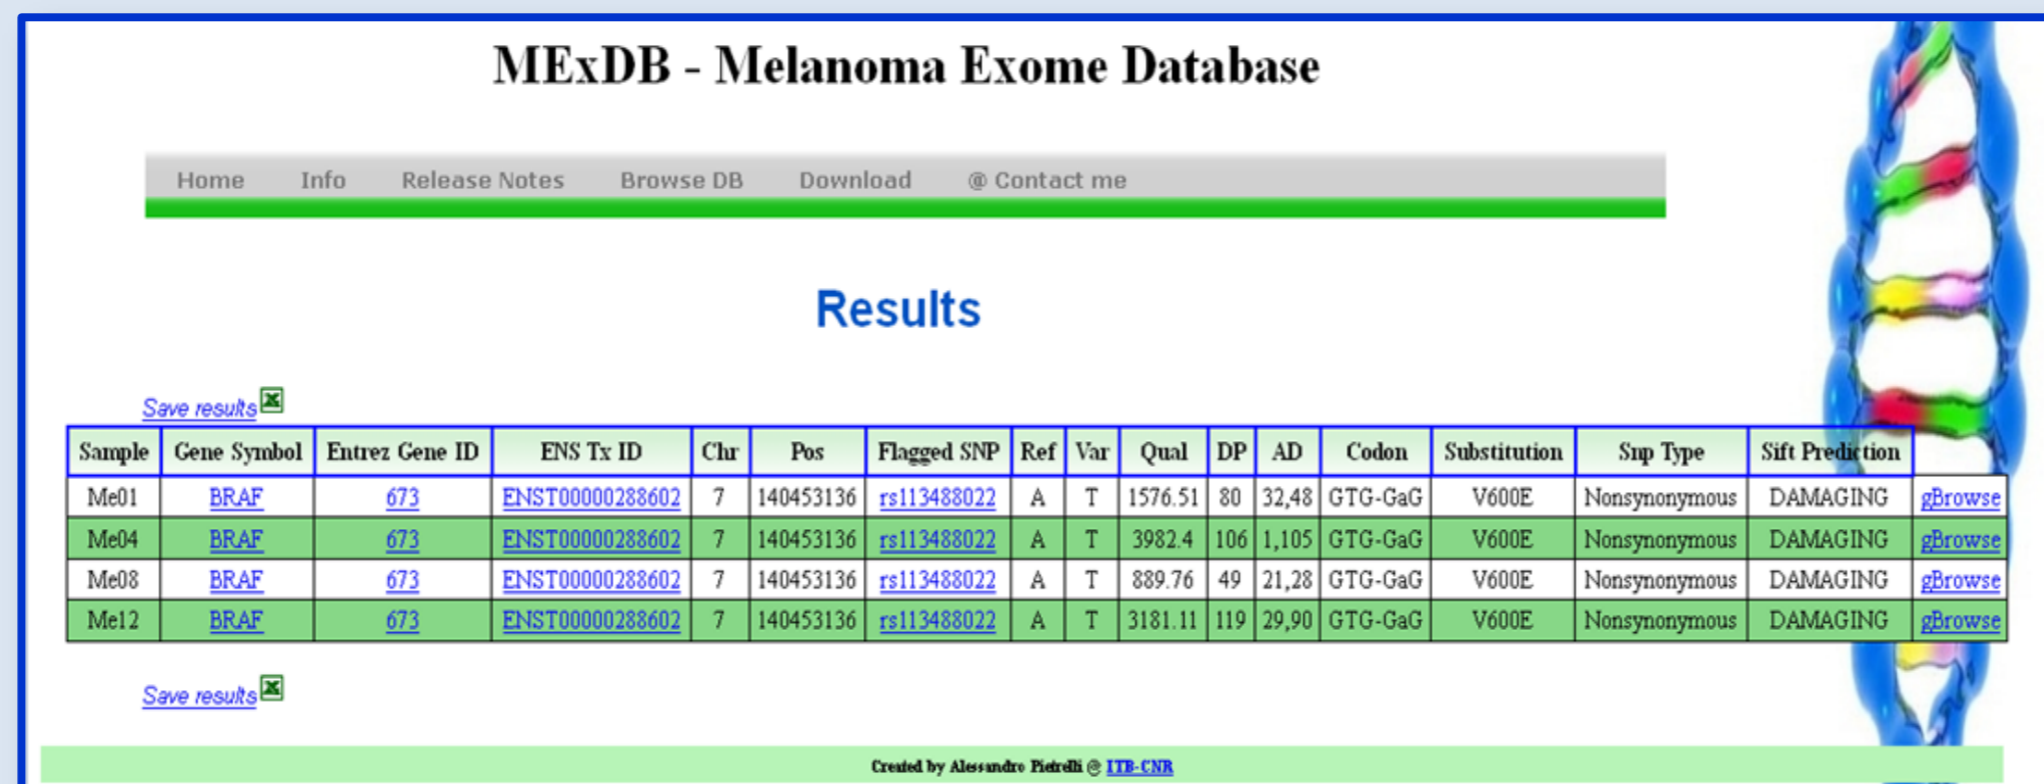 MExDB - Melanoma Exome Database
Home Info Release Notes Browse DB Download @ Contact me
Results
Save results
Sample Gene Symbol Entrez Gene ID ENS Tx ID Chr Pos Flagged SNP Ref Var Qual DP AD Codon Substitution Snp Type Sift Prediction
Me01 BRAF 673 ENST00000288602 7 140453136 rs113488022 A T 1576.51 80 32,48 GTG-GaG V600E Nonsynonymous DAMAGING gBrowse
Me04 BRAF 673 ENST00000288602 7 140453136 rs113488022 A T 3982.4 106 1,105 GTG-GaG V600E Nonsynonymous DAMAGING gBrowse
Me08 BRAF 673 ENST00000288602 7 140453136 rs113488022 A T 889.76 49 21,28 GTG-GaG V600E Nonsynonymous DAMAGING gBrowse
Me12 BRAF 673 ENST00000288602 7 140453136 rs113488022 A T 3181.11 119 29,90 GTG-GaG V600E Nonsynonymous DAMAGING gBrowse
Save results
Created by Alessandro Pietrelli @ ITB-CNR